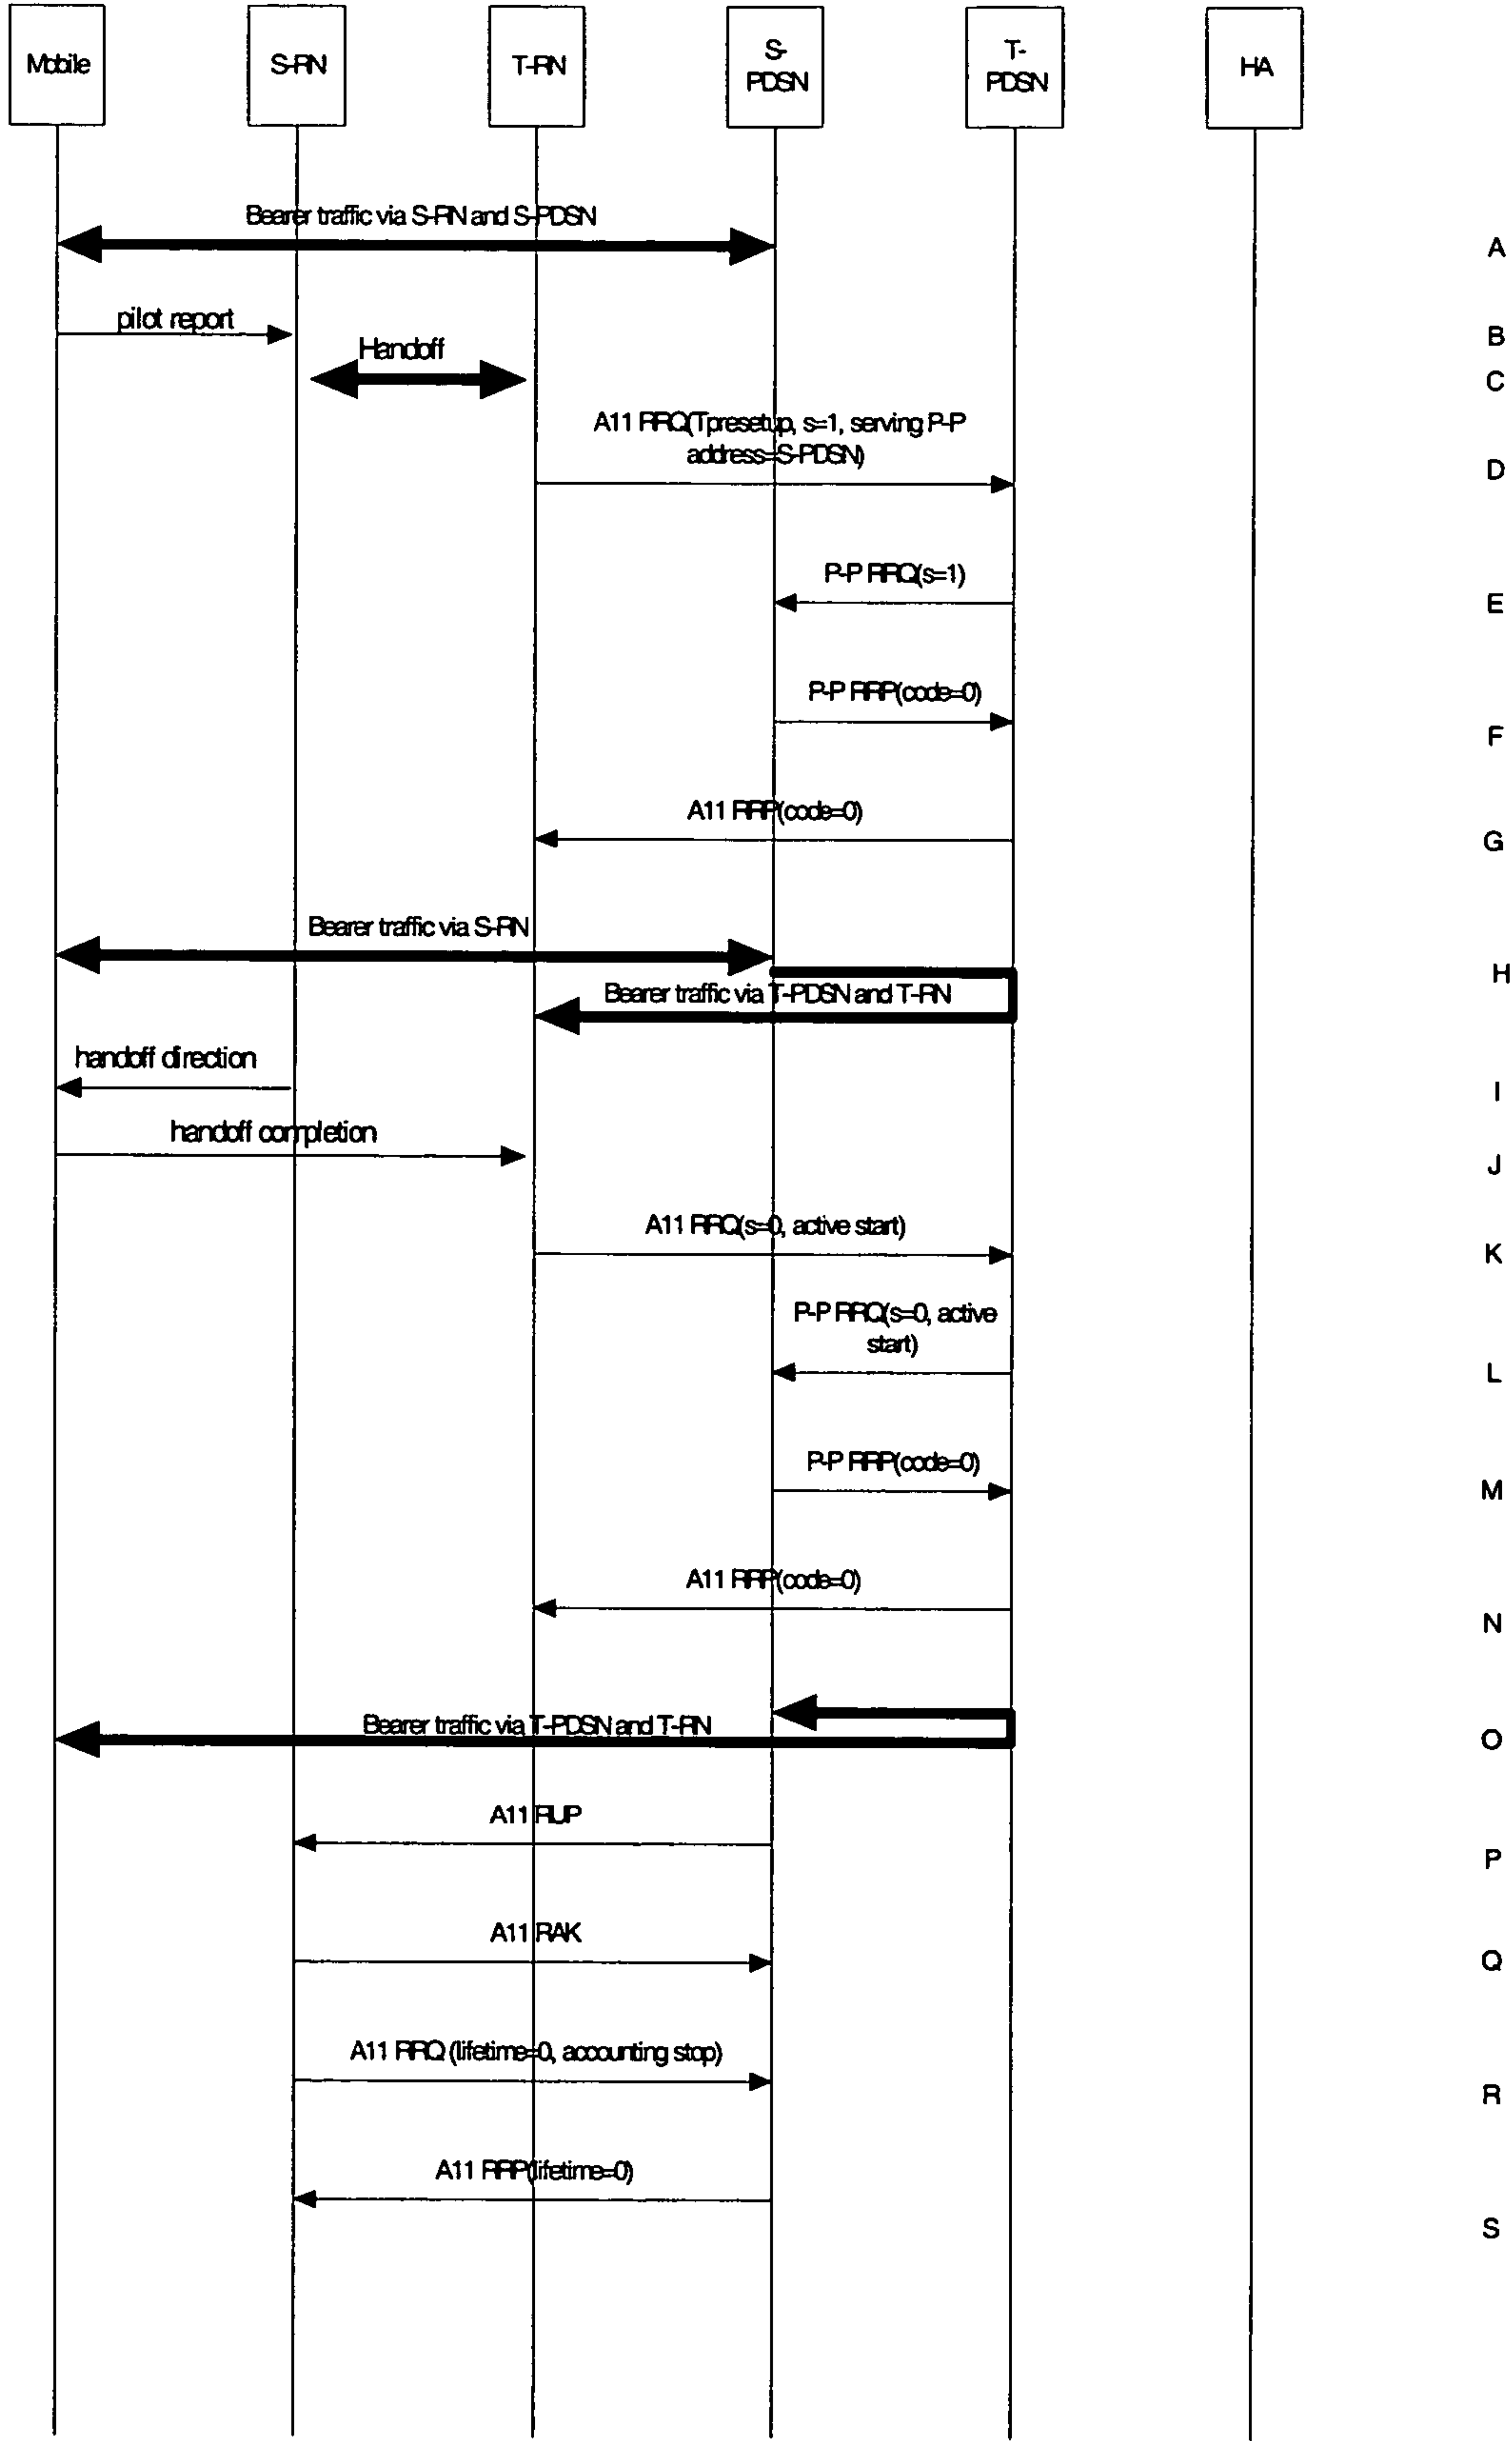 Mobile
S-RN
T-RN
S-
PDSN
T-
PDSN
HA
Bearer traffic via S-RN and S-PDSN
A
pilot report
B
Handoff
C
A11 RRQ(Tpresetup, s=1, serving P-P
address=S-PDSN)
D
P-P RRQ(s=1)
E
P-P RRP(code=0)
F
A11 RRP(code=0)
G
Bearer traffic via S-RN
H
Bearer traffic via T-PDSN and T-RN
handoff direction
I
handoff completion
J
A11 RRQ(s=0, active start)
K
P-P RRQ(s=0, active
start)
L
P-P RRP(code=0)
M
A11 RRP(code=0)
N
Bearer traffic via T-PDSN and T-RN
O
A11 RUP
P
A11 RAK
Q
A11 RRQ (lifetime=0, accounting stop)
R
A11 RRP(lifetime=0)
S